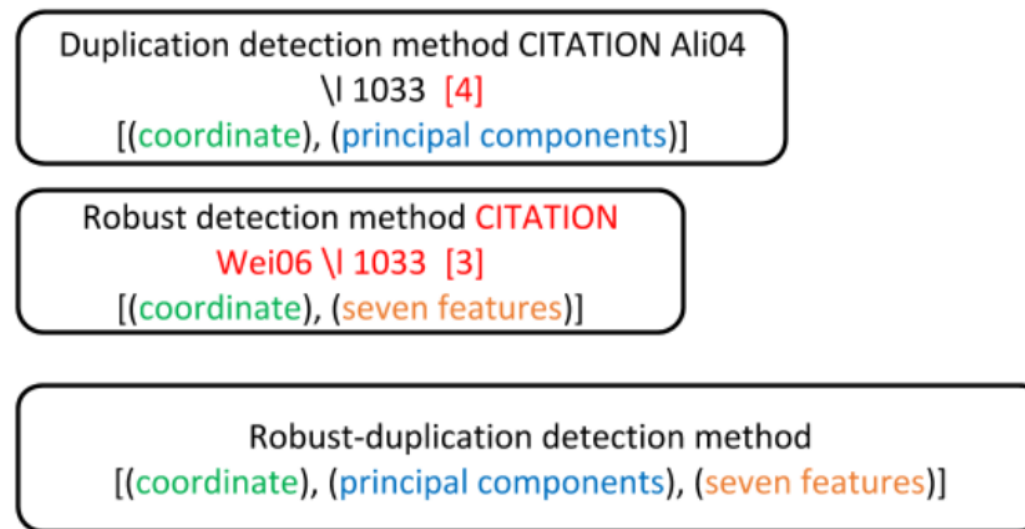 Duplication detection method CITATION Ali04
\l 1033 [4]
[(coordinate), (principal components)]
Robust detection method CITATION
Wei06 \l 1033 [3]
[(coordinate), (seven features)]
Robust-duplication detection method
[(coordinate), (principal components), (seven features)]